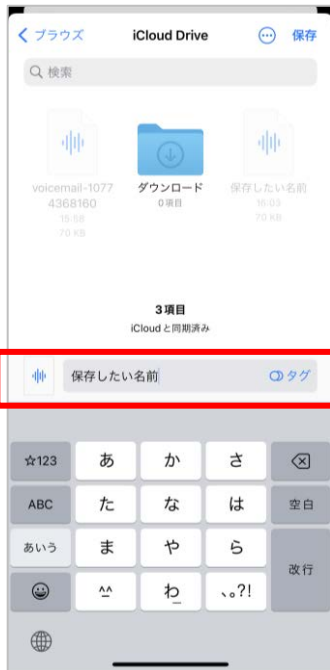 ブラウズ iCloud Drive 保存
検索
voicemail-1077 ダウンロード 保存したい名前
4368160 0項目 16:03
15:58 70 KB
70 KB
3項目
iCloudと同期済み
保存したい名前 タグ
☆123 あ か さ
ABC た な は 空白
あいう ま や ら
^^ わ_ 、。?! 改行